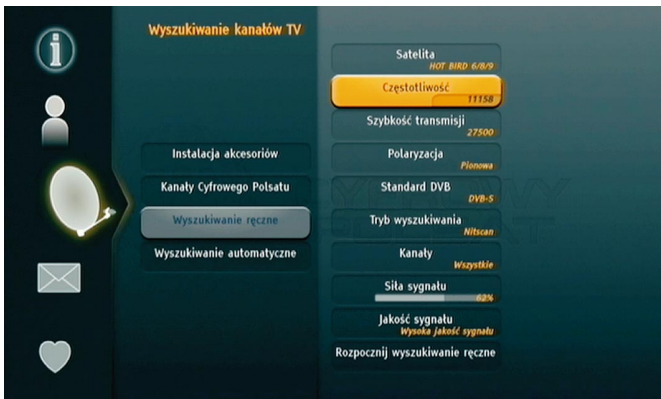 Wyszukiwanie kanałów TV
Instalacja akcesoriów
Kanały Cyfrowego Polsatu
Wyszukiwanie ręczne
Wyszukiwanie automatyczne
Satelita
HOT BIRD 6/8/9
Częstotliwość
11158
Szybkość transmisji
27500
Polaryzacja
Pionowa
Standard DVB
DVB-S
Tryb wyszukiwania
Nitscan
Kanały
Wszystkie
Siła sygnału
62%
Jakość sygnału
Wysoka jakość sygnału
Rozpocznij wyszukiwanie ręczne